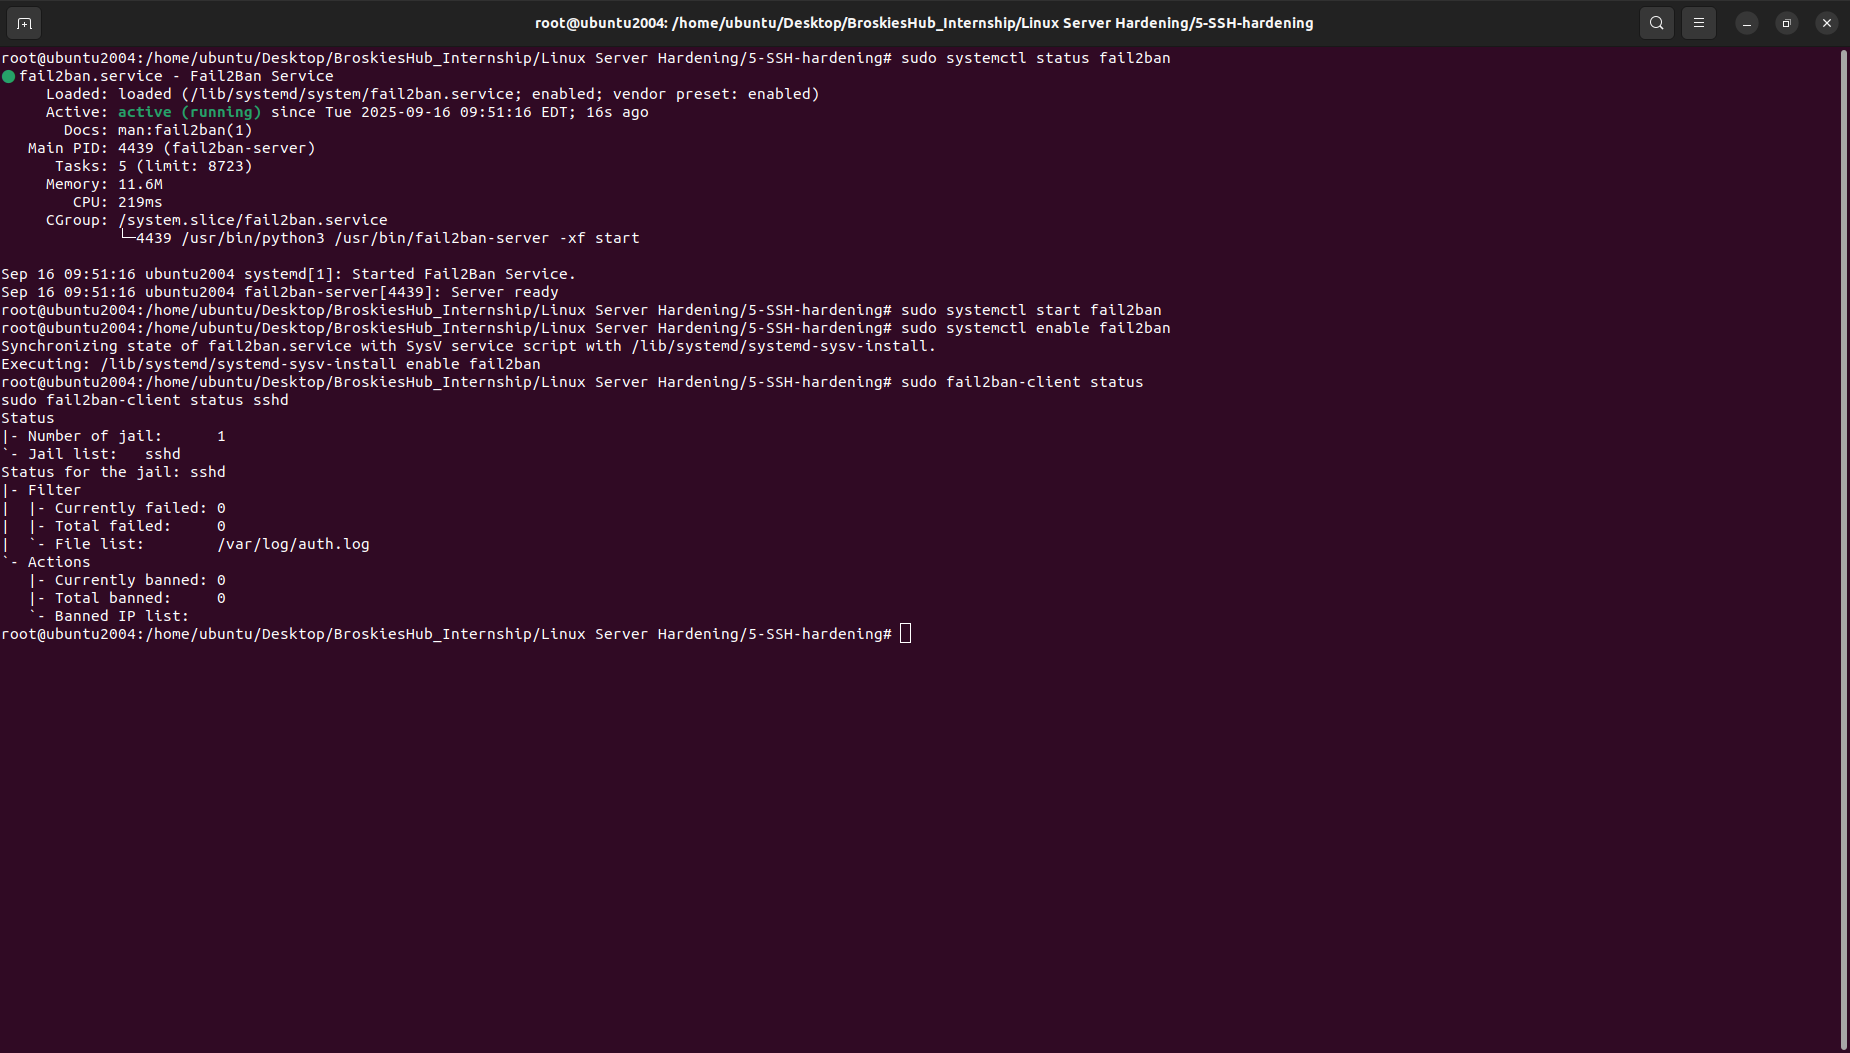 root@ubuntu2004: /home/ubuntu/Desktop/BroskiesHub_Internship/Linux Server Hardening/5-SSH-hardening
root@ubuntu2004:/home/ubuntu/Desktop/BroskiesHub_Internship/Linux Server Hardening/5-SSH-hardening# sudo systemctl status fail2ban
● fail2ban.service - Fail2Ban Service
     Loaded: loaded (/lib/systemd/system/fail2ban.service; enabled; vendor preset: enabled)
     Active: active (running) since Tue 2025-09-16 09:51:16 EDT; 16s ago
       Docs: man:fail2ban(1)
   Main PID: 4439 (fail2ban-server)
      Tasks: 5 (limit: 8723)
     Memory: 11.6M
        CPU: 219ms
     CGroup: /system.slice/fail2ban.service
             └─4439 /usr/bin/python3 /usr/bin/fail2ban-server -xf start

Sep 16 09:51:16 ubuntu2004 systemd[1]: Started Fail2Ban Service.
Sep 16 09:51:16 ubuntu2004 fail2ban-server[4439]: Server ready
root@ubuntu2004:/home/ubuntu/Desktop/BroskiesHub_Internship/Linux Server Hardening/5-SSH-hardening# sudo systemctl start fail2ban
root@ubuntu2004:/home/ubuntu/Desktop/BroskiesHub_Internship/Linux Server Hardening/5-SSH-hardening# sudo systemctl enable fail2ban
Synchronizing state of fail2ban.service with SysV service script with /lib/systemd/systemd-sysv-install.
Executing: /lib/systemd/systemd-sysv-install enable fail2ban
root@ubuntu2004:/home/ubuntu/Desktop/BroskiesHub_Internship/Linux Server Hardening/5-SSH-hardening# sudo fail2ban-client status
sudo fail2ban-client status sshd
Status
|- Number of jail:      1
`- Jail list:   sshd
Status for the jail: sshd
|- Filter
|  |- Currently failed: 0
|  |- Total failed:     0
|  `- File list:        /var/log/auth.log
`- Actions
   |- Currently banned: 0
   |- Total banned:     0
   `- Banned IP list:
root@ubuntu2004:/home/ubuntu/Desktop/BroskiesHub_Internship/Linux Server Hardening/5-SSH-hardening#